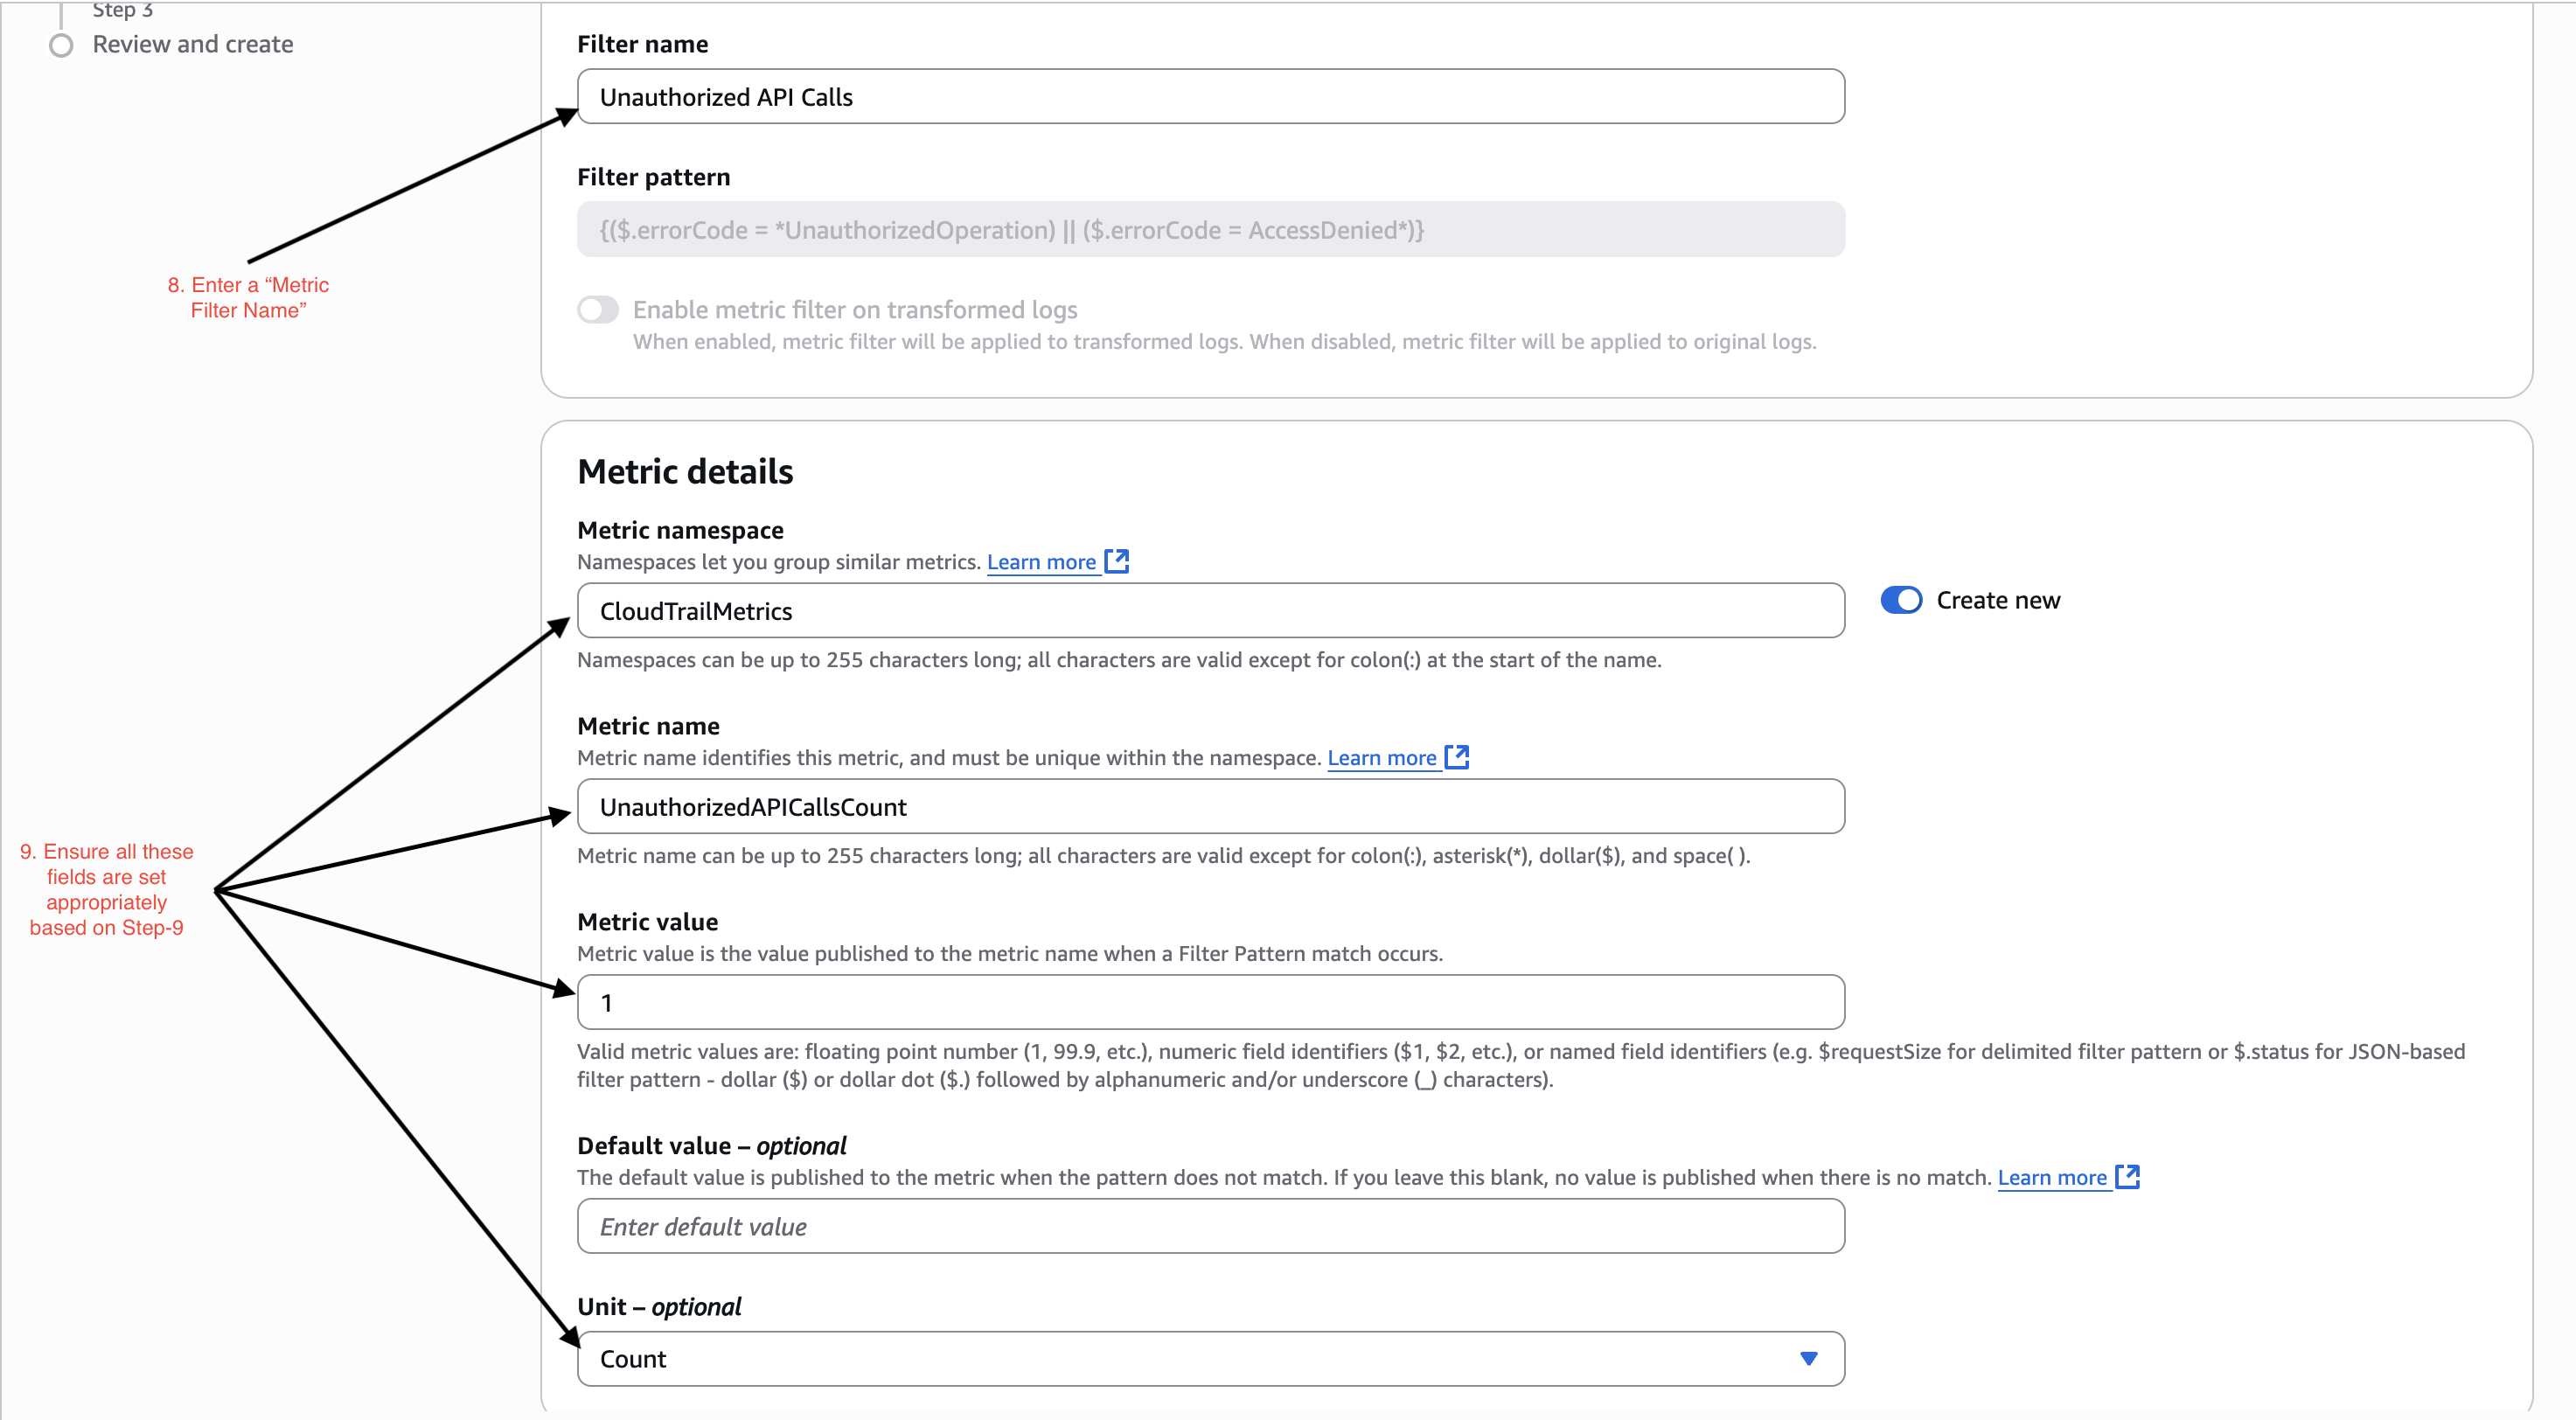 Step 3
Review and create
Filter name
Unauthorized API Calls
Filter pattern
{($.errorCode = *UnauthorizedOperation) || ($.errorCode = AccessDenied*)}
8. Enter a “Metric
Filter Name”
Enable metric filter on transformed logs
When enabled, metric filter will be applied to transformed logs. When disabled, metric filter will be applied to original logs.
Metric details
Metric namespace
Namespaces let you group similar metrics. Learn more
CloudTrailMetrics
Create new
Namespaces can be up to 255 characters long; all characters are valid except for colon(:) at the start of the name.
Metric name
Metric name identifies this metric, and must be unique within the namespace. Learn more
UnauthorizedAPICallsCount
Metric name can be up to 255 characters long; all characters are valid except for colon(:), asterisk(*), dollar($), and space( ).
9. Ensure all these
fields are set
appropriately
based on Step-9
Metric value
Metric value is the value published to the metric name when a Filter Pattern match occurs.
1
Valid metric values are: floating point number (1, 99.9, etc.), numeric field identifiers ($1, $2, etc.), or named field identifiers (e.g. $requestSize for delimited filter pattern or $.status for JSON-based
filter pattern - dollar ($) or dollar dot ($.) followed by alphanumeric and/or underscore (_) characters).
Default value – optional
The default value is published to the metric when the pattern does not match. If you leave this blank, no value is published when there is no match. Learn more
Enter default value
Unit – optional
Count